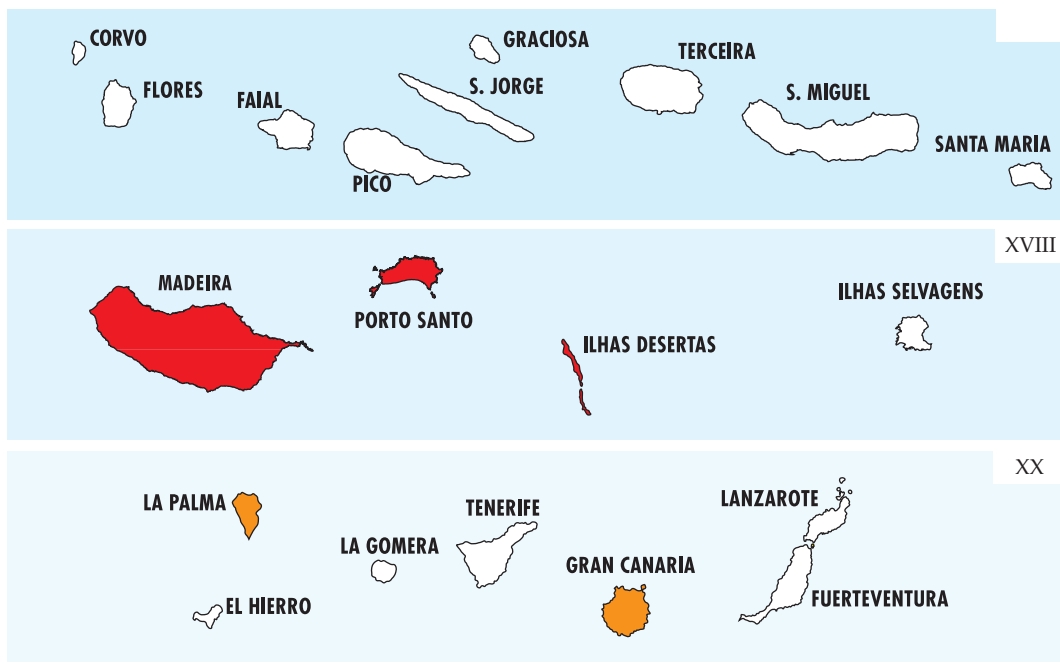 CORVO
GRACIOSA
TERCEIRA
FLORES
S. JORGE
S. MIGUEL
FAIAL
SANTA MARIA
PICO
XVIII
MADEIRA
ILHAS SELVAGENS
PORTO SANTO
ILHAS DESERTAS
XX
LA PALMA
LANZAROTE
TENERIFE
LA GOMERA
GRAN CANARIA
EL HIERRO
FUERTEVENTURA